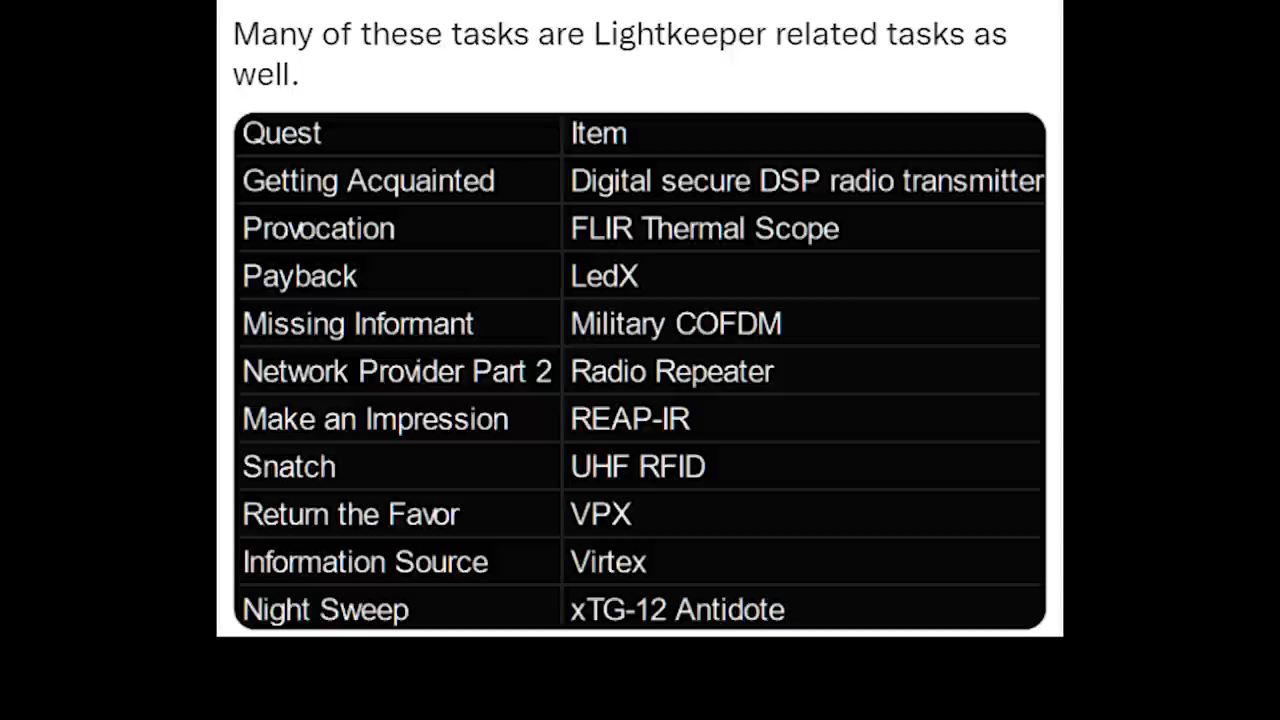 Many of these tasks are Lightkeeper related tasks as
well.
Quest Item
Getting Acquainted Digital secure DSP radio transmitter
Provocation FLIR Thermal Scope
Payback LedX
Missing Informant Military COFDM
Network Provider Part 2 Radio Repeater
Make an Impression REAP-IR
Snatch UHF RFID
Return the Favor VPX
Information Source Virtex
Night Sweep xTG-12 Antidote